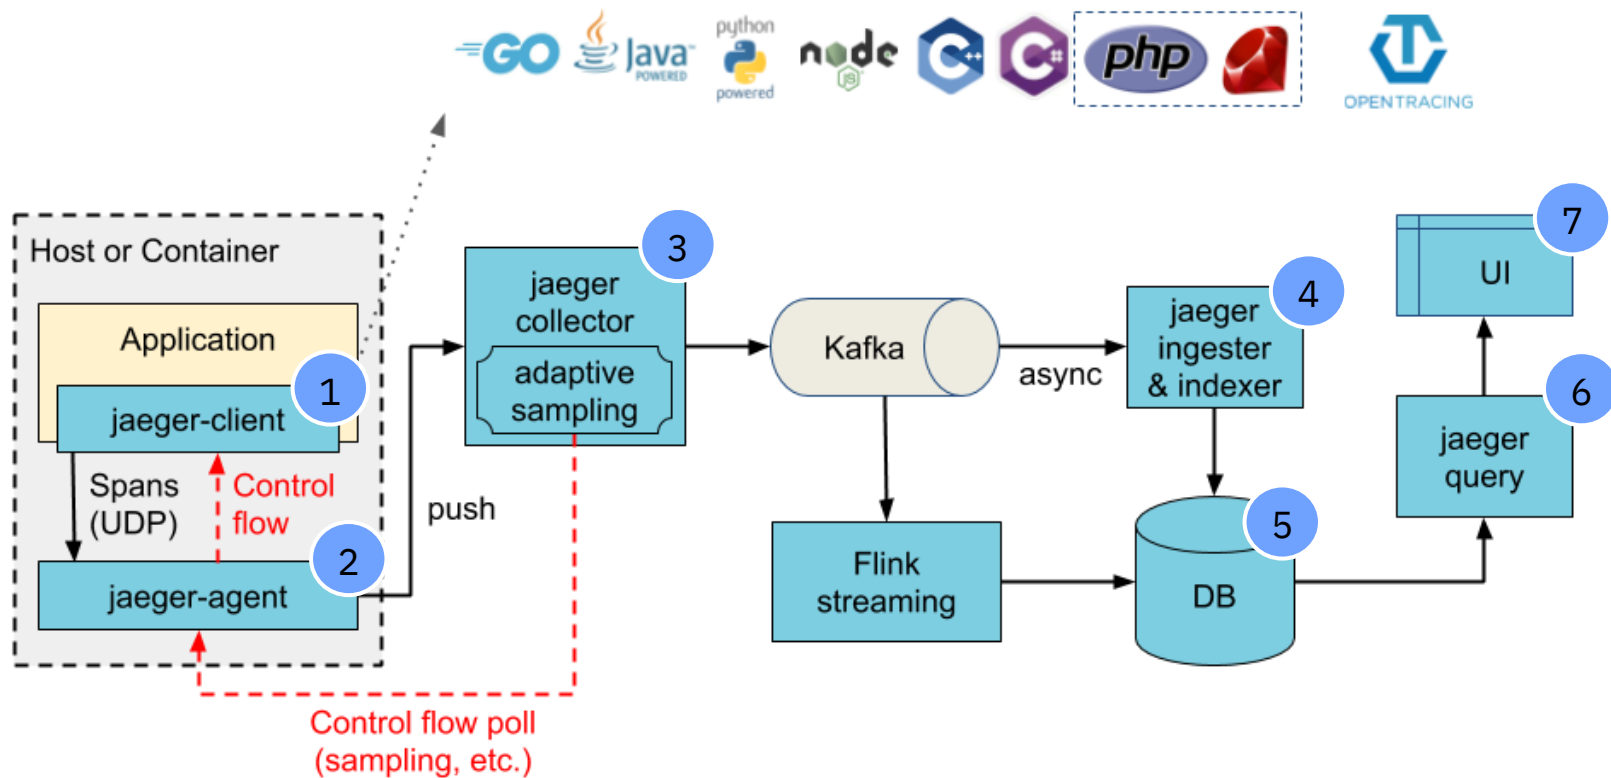 GO
Java
POWERED
python
powered
node
JS
C++
C#
php
OPENTRACING
Host or Container
Application
1
jaeger-client
Spans
(UDP)
Control
flow
2
jaeger-agent
push
3
jaeger
collector
adaptive
sampling
Control flow poll
(sampling, etc.)
Kafka
async
4
jaeger
ingester
& indexer
Flink
streaming
5
DB
6
jaeger
query
7
UI